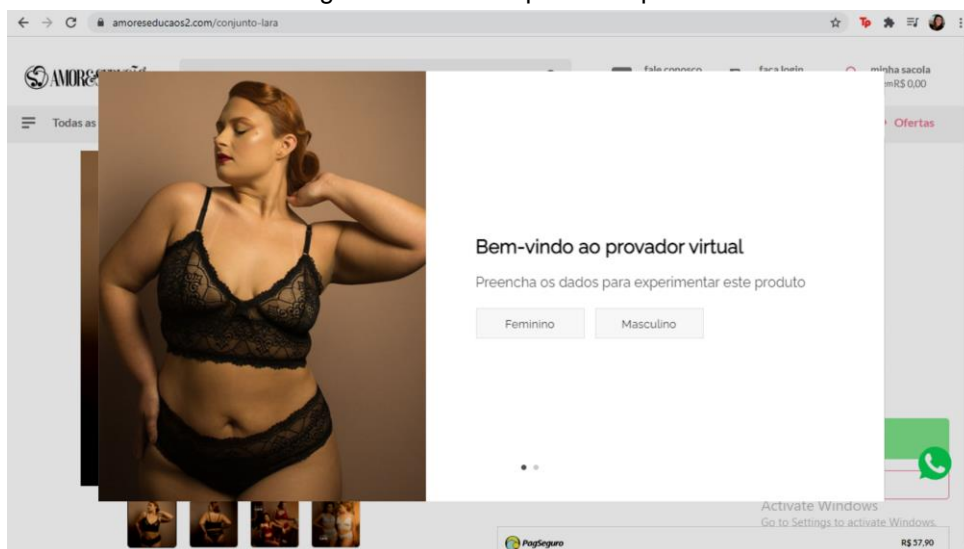 amoreseducaos2.com/conjunto-lara
fale conosco
faça login
minha sacola
R$ 0,00
Todas as
Ofertas
Bem-vindo ao provador virtual
Preencha os dados para experimentar este produto
Feminino
Masculino
Activate Windows
Go to Settings to activate Windows.
PagSeguro
R$ 57,90